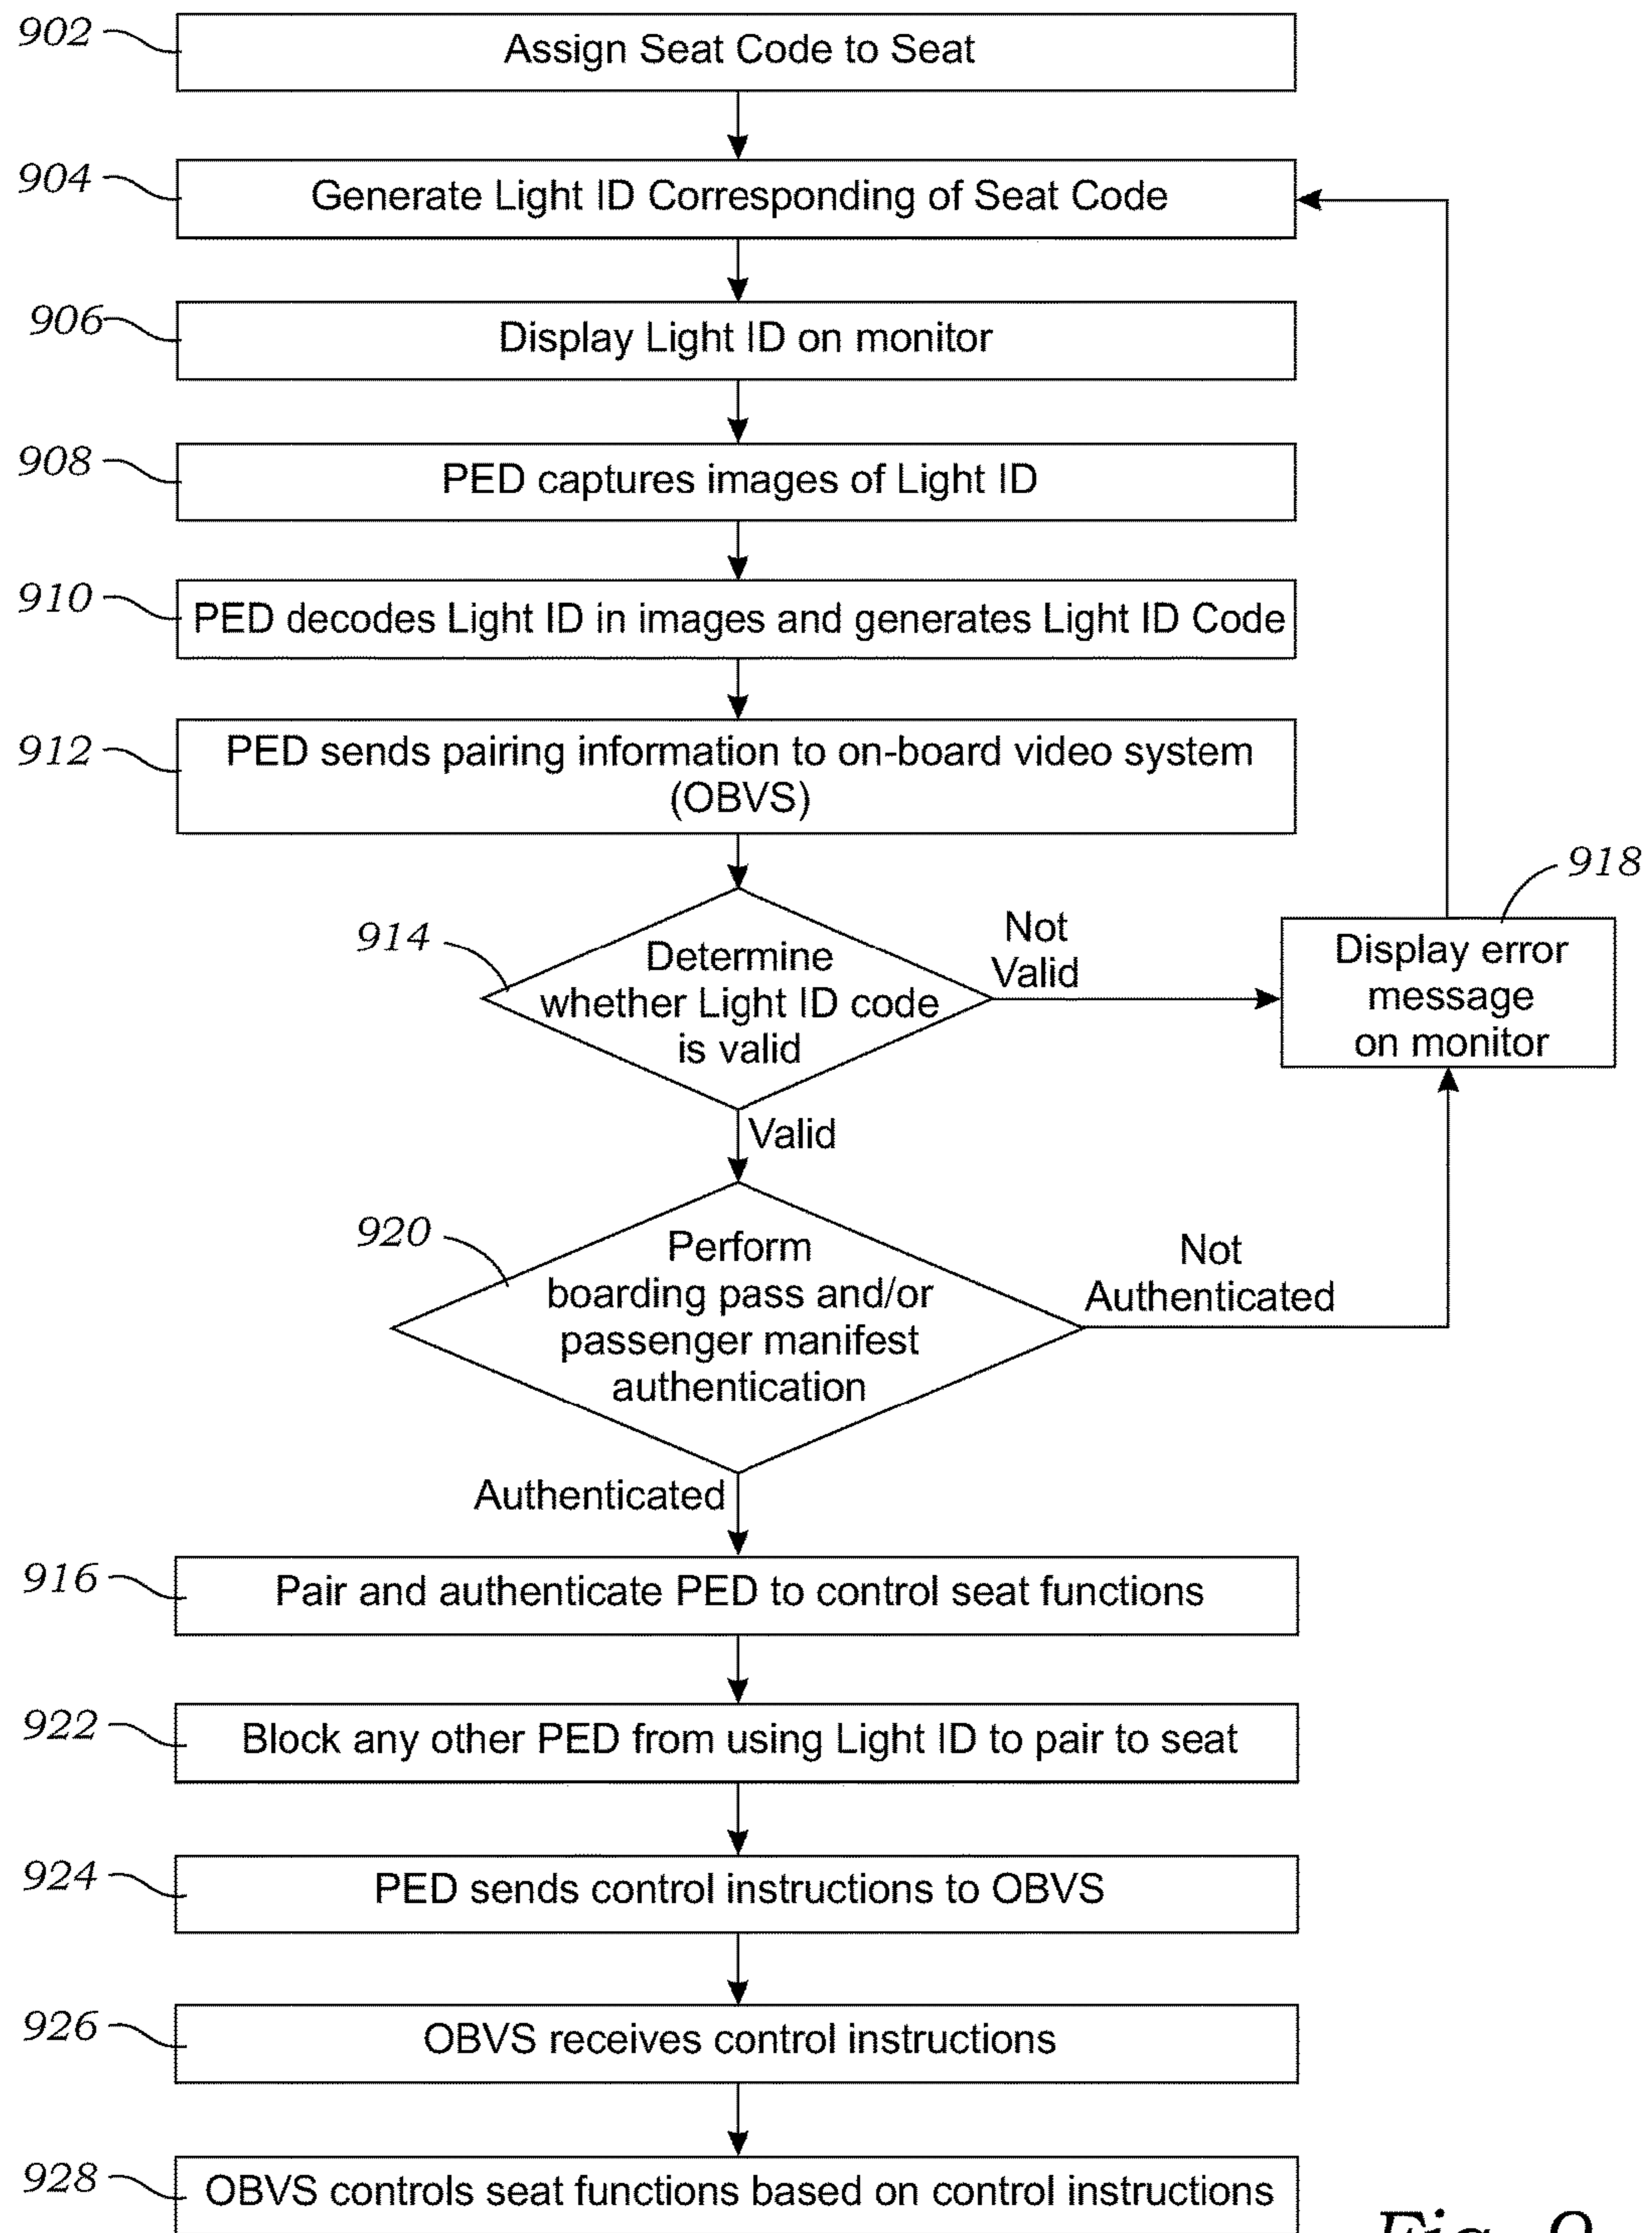 902
Assign Seat Code to Seat
904
Generate Light ID Corresponding of Seat Code
906
Display Light ID on monitor
908
PED captures images of Light ID
910
PED decodes Light ID in images and generates Light ID Code
912
PED sends pairing information to on-board video system
(OBVS)
914
Determine
whether Light ID code
is valid
Not
Valid
918
Display error
message
on monitor
Valid
920
Perform
boarding pass and/or
passenger manifest
authentication
Not
Authenticated
Authenticated
916
Pair and authenticate PED to control seat functions
922
Block any other PED from using Light ID to pair to seat
924
PED sends control instructions to OBVS
926
OBVS receives control instructions
928
OBVS controls seat functions based on control instructions
Fig. 9